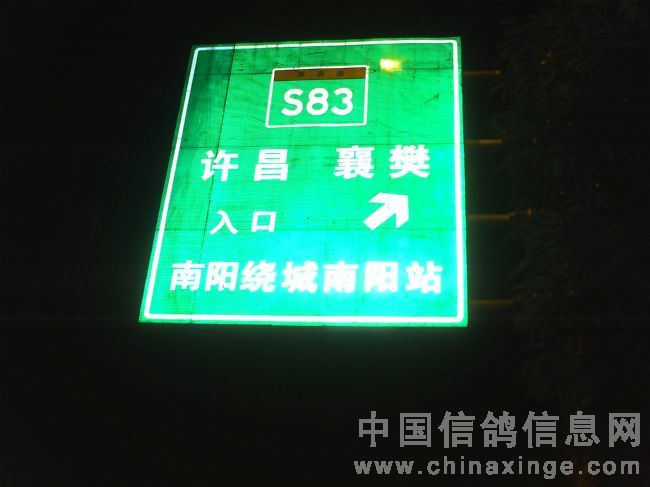 S83
许昌 襄樊
入口
南阳绕城南阳站
中国信鸽信息网
www.chinaxinge.com